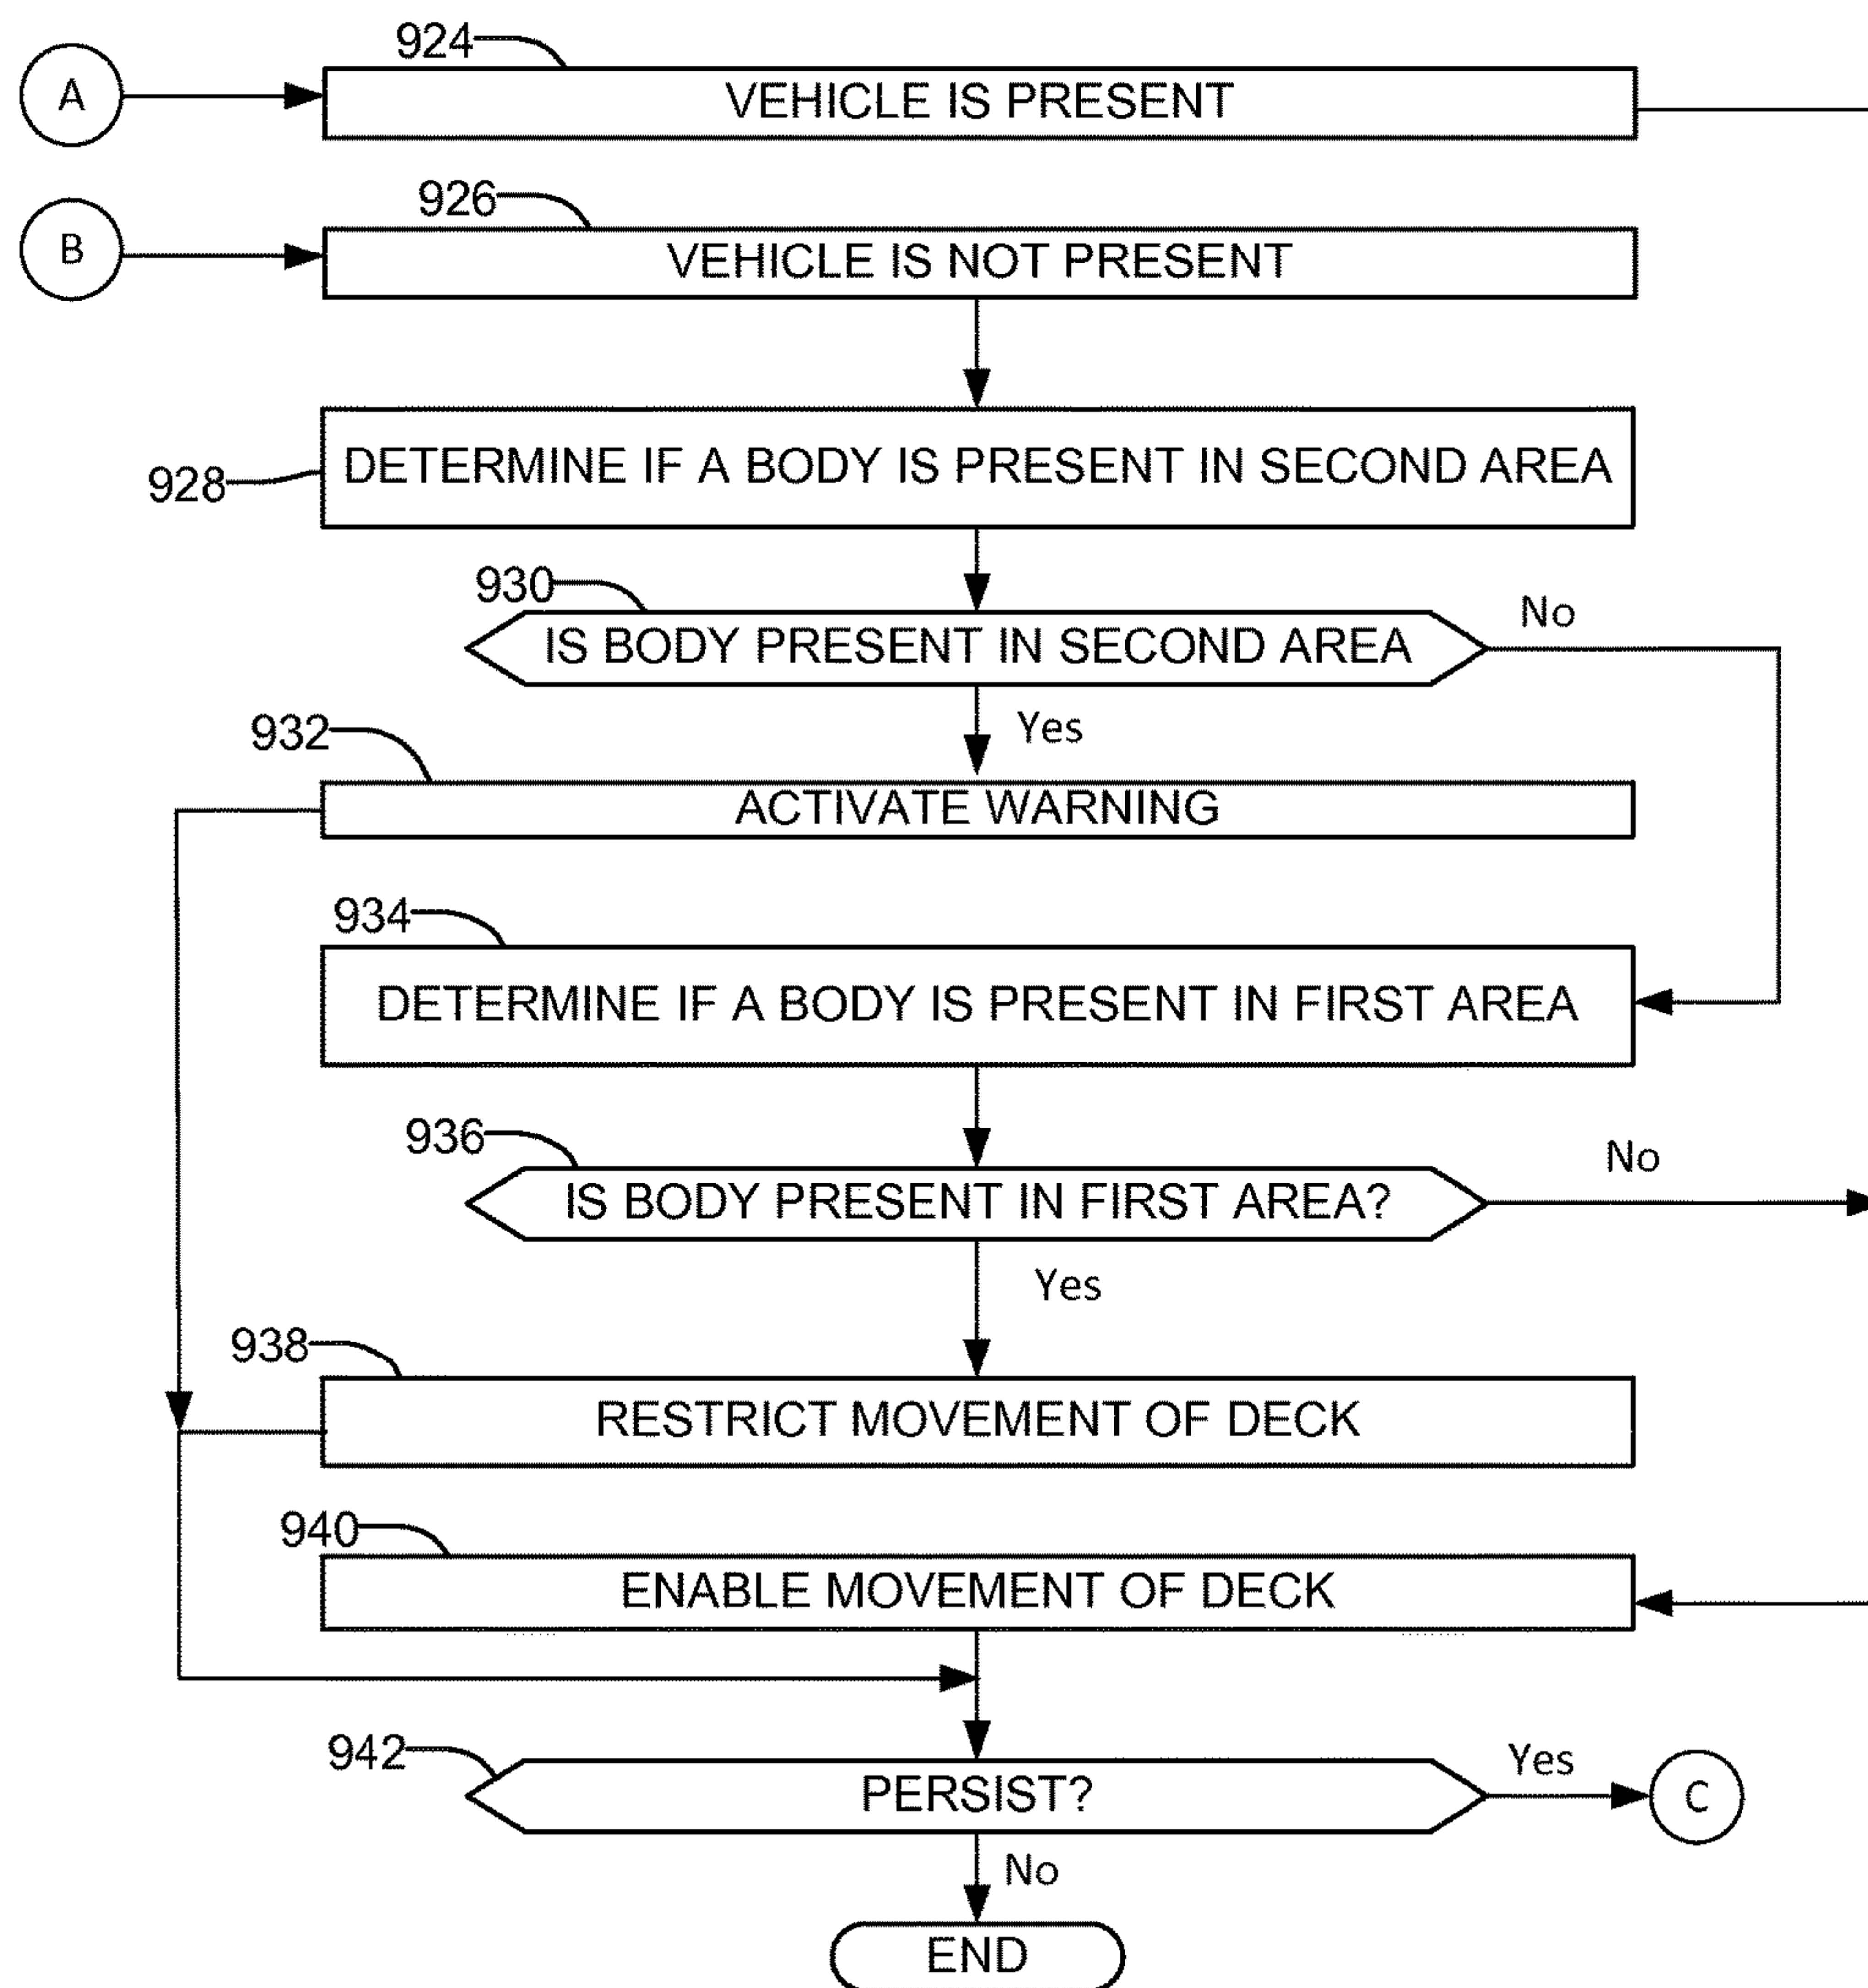 924
A
VEHICLE IS PRESENT
926
B
VEHICLE IS NOT PRESENT
928
DETERMINE IF A BODY IS PRESENT IN SECOND AREA
930
IS BODY PRESENT IN SECOND AREA
No
Yes
932
ACTIVATE WARNING
934
DETERMINE IF A BODY IS PRESENT IN FIRST AREA
936
IS BODY PRESENT IN FIRST AREA?
No
Yes
938
RESTRICT MOVEMENT OF DECK
940
ENABLE MOVEMENT OF DECK
942
PERSIST?
Yes
C
No
END